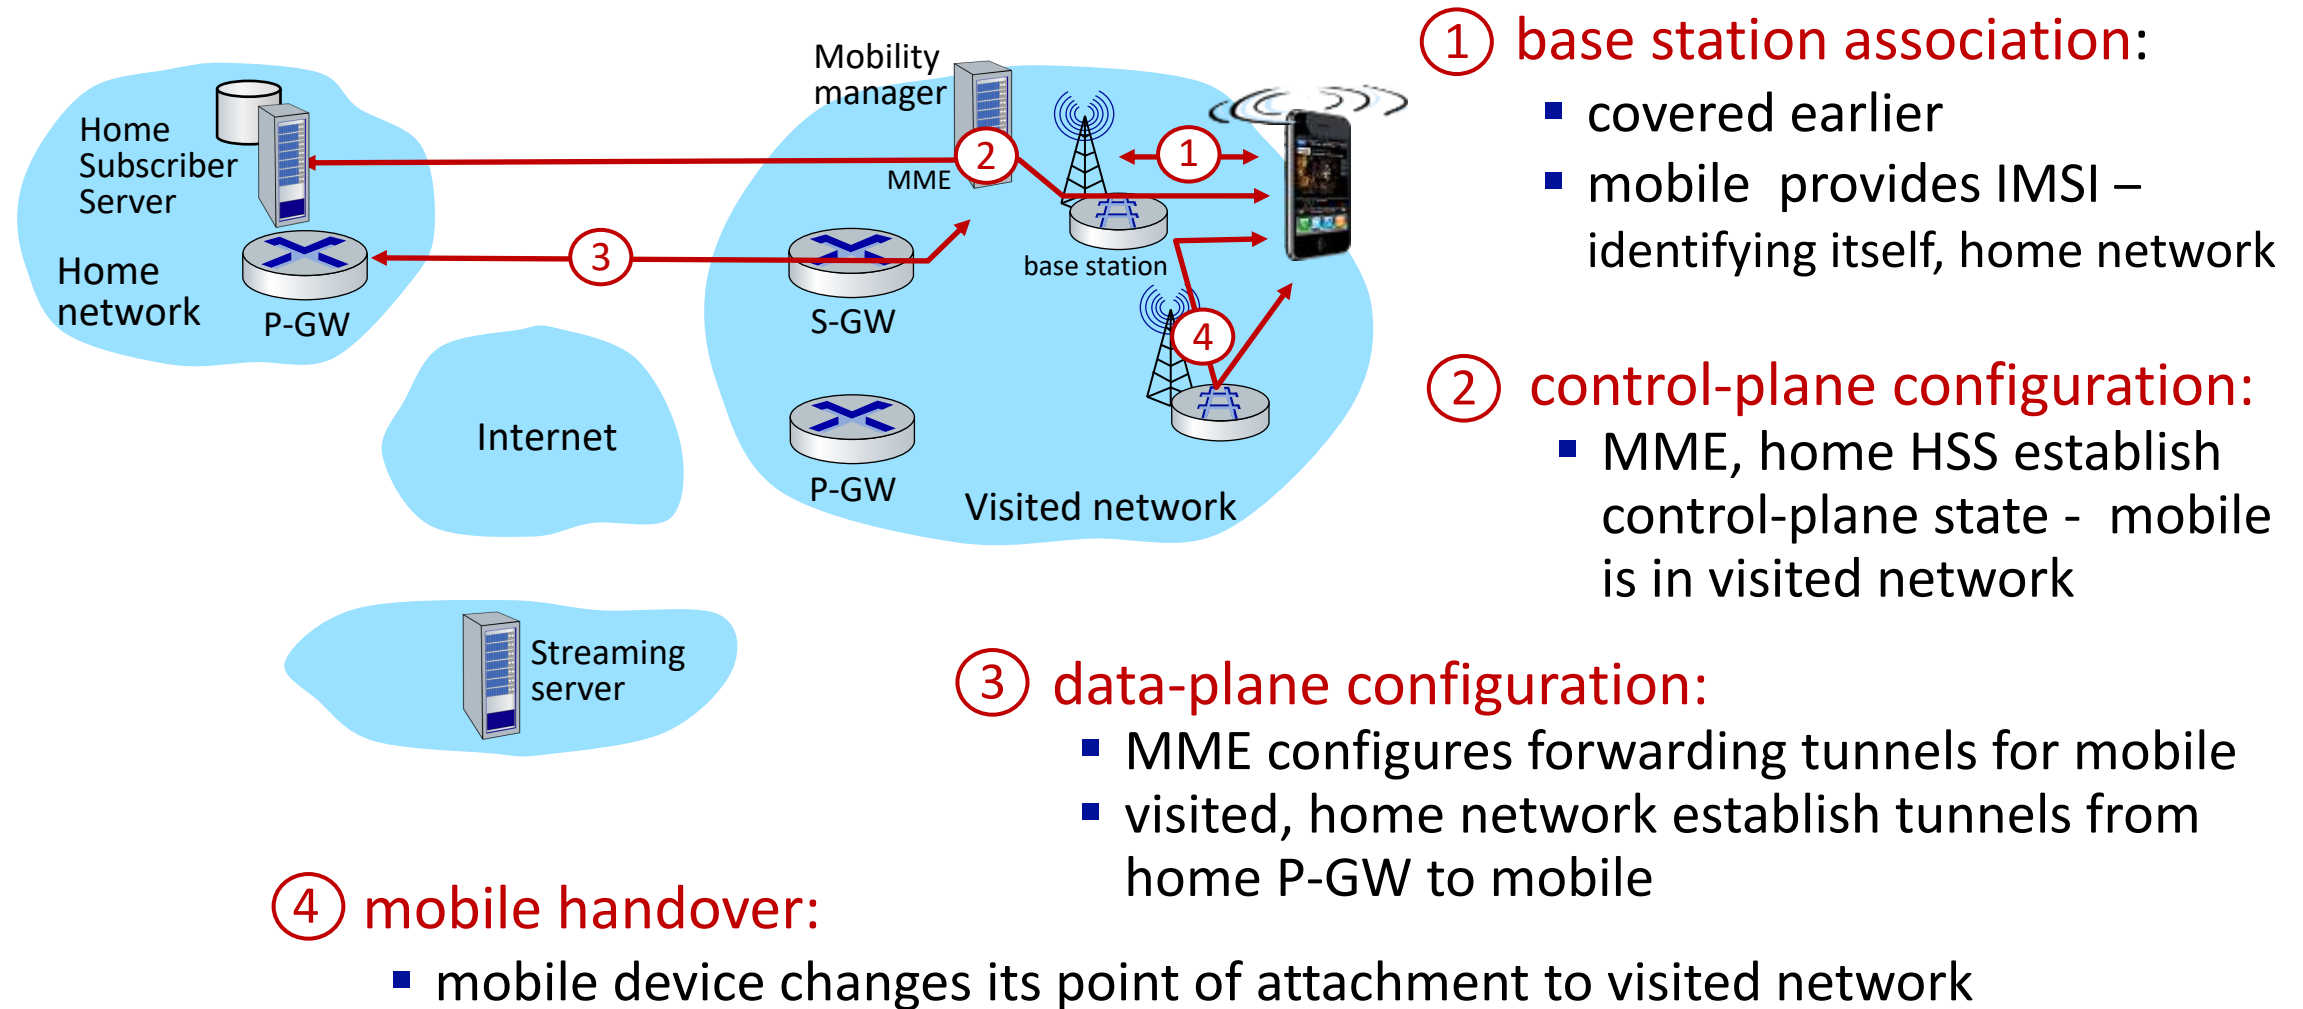 Mobility
manager
Home
Subscriber
Server
2
1
MME
3
Home
network
base station
P-GW
S-GW
4
Internet
P-GW
Visited network
Streaming
server
1 base station association:
▪ covered earlier
▪ mobile provides IMSI –
identifying itself, home network
2 control-plane configuration:
▪ MME, home HSS establish
control-plane state - mobile
is in visited network
3 data-plane configuration:
▪ MME configures forwarding tunnels for mobile
▪ visited, home network establish tunnels from
home P-GW to mobile
4 mobile handover:
▪ mobile device changes its point of attachment to visited network